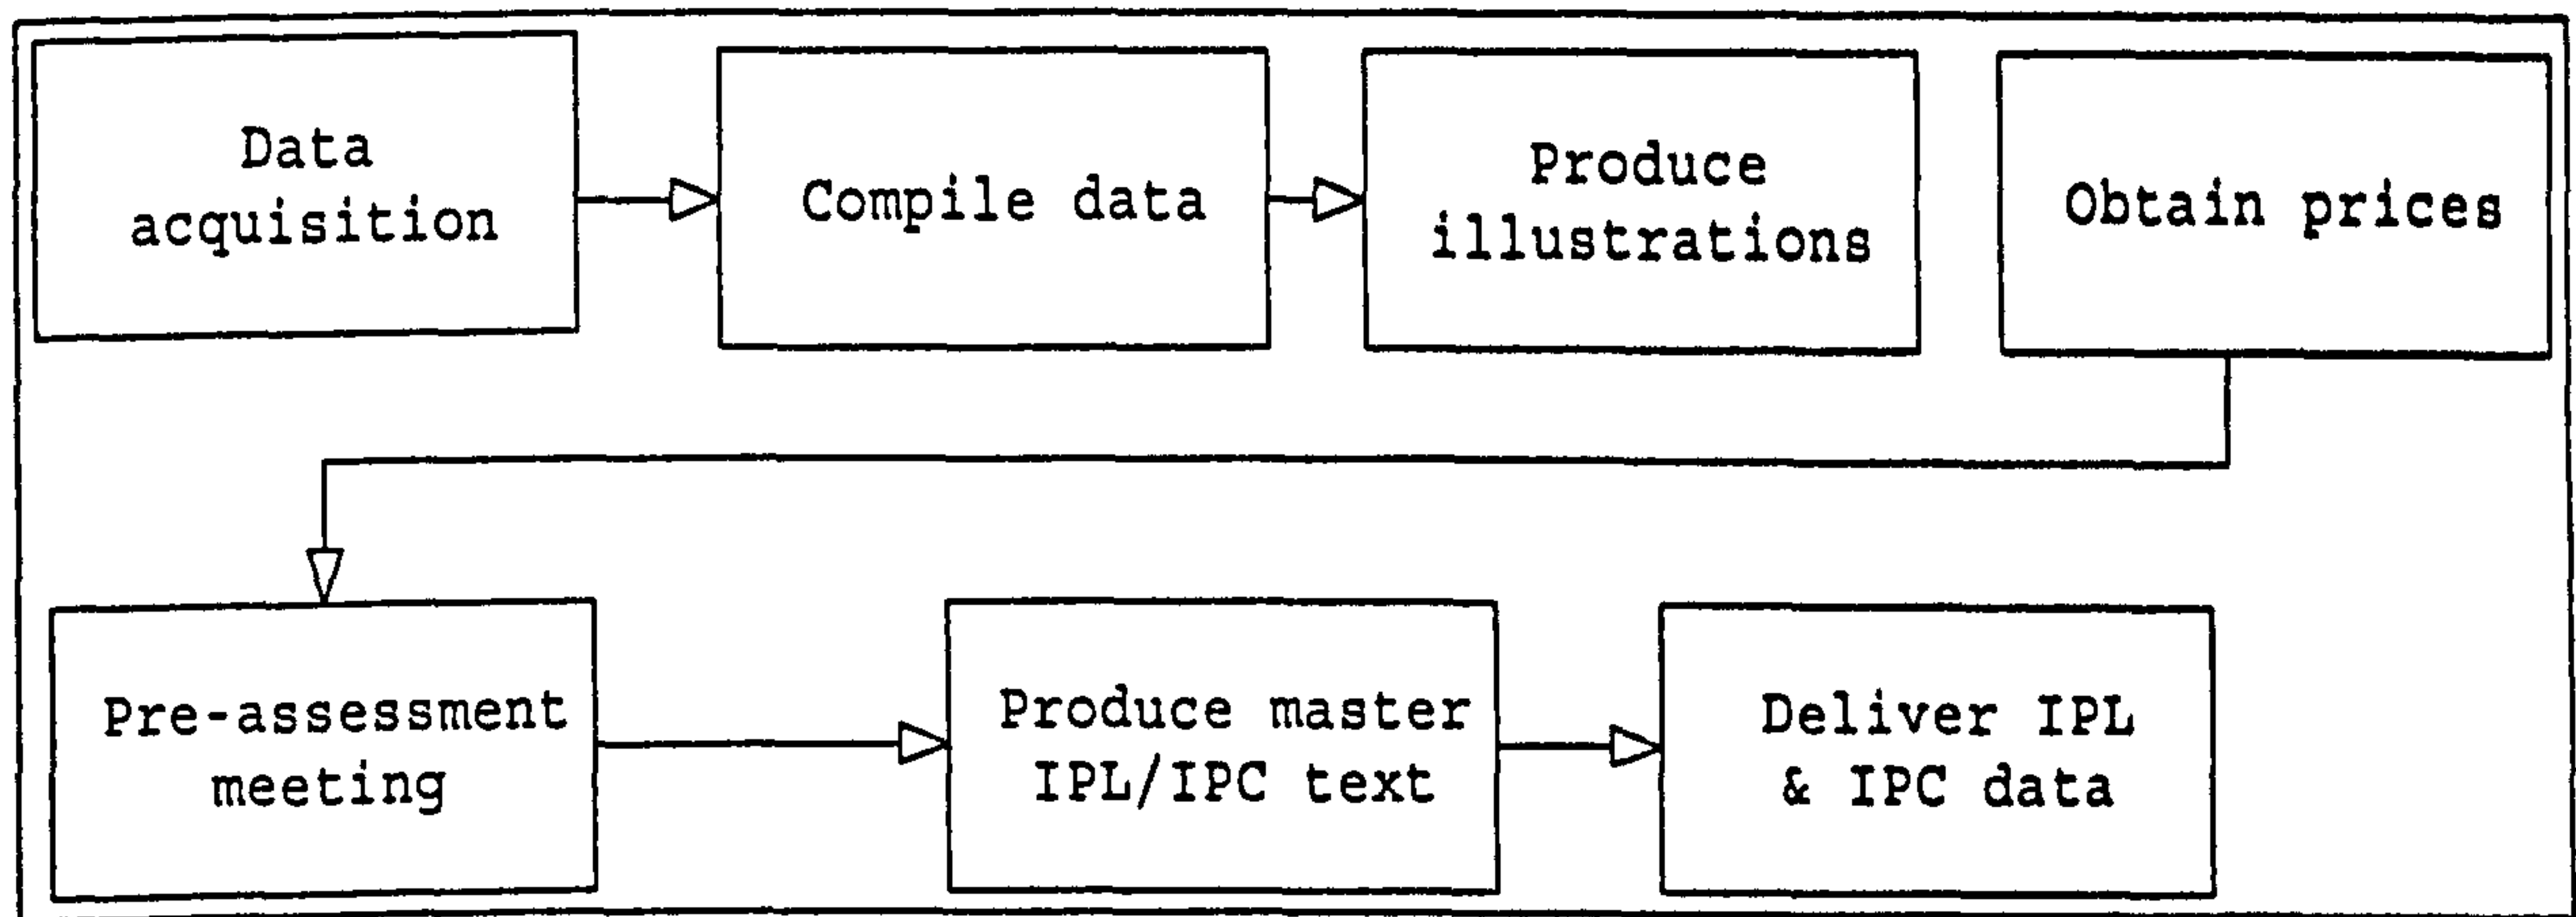 Data
acquisition
Compile data
Produce
illustrations
Obtain prices
Pre-assessment
meeting
Produce master
IPL/IPC text
Deliver IPL
& IPC data